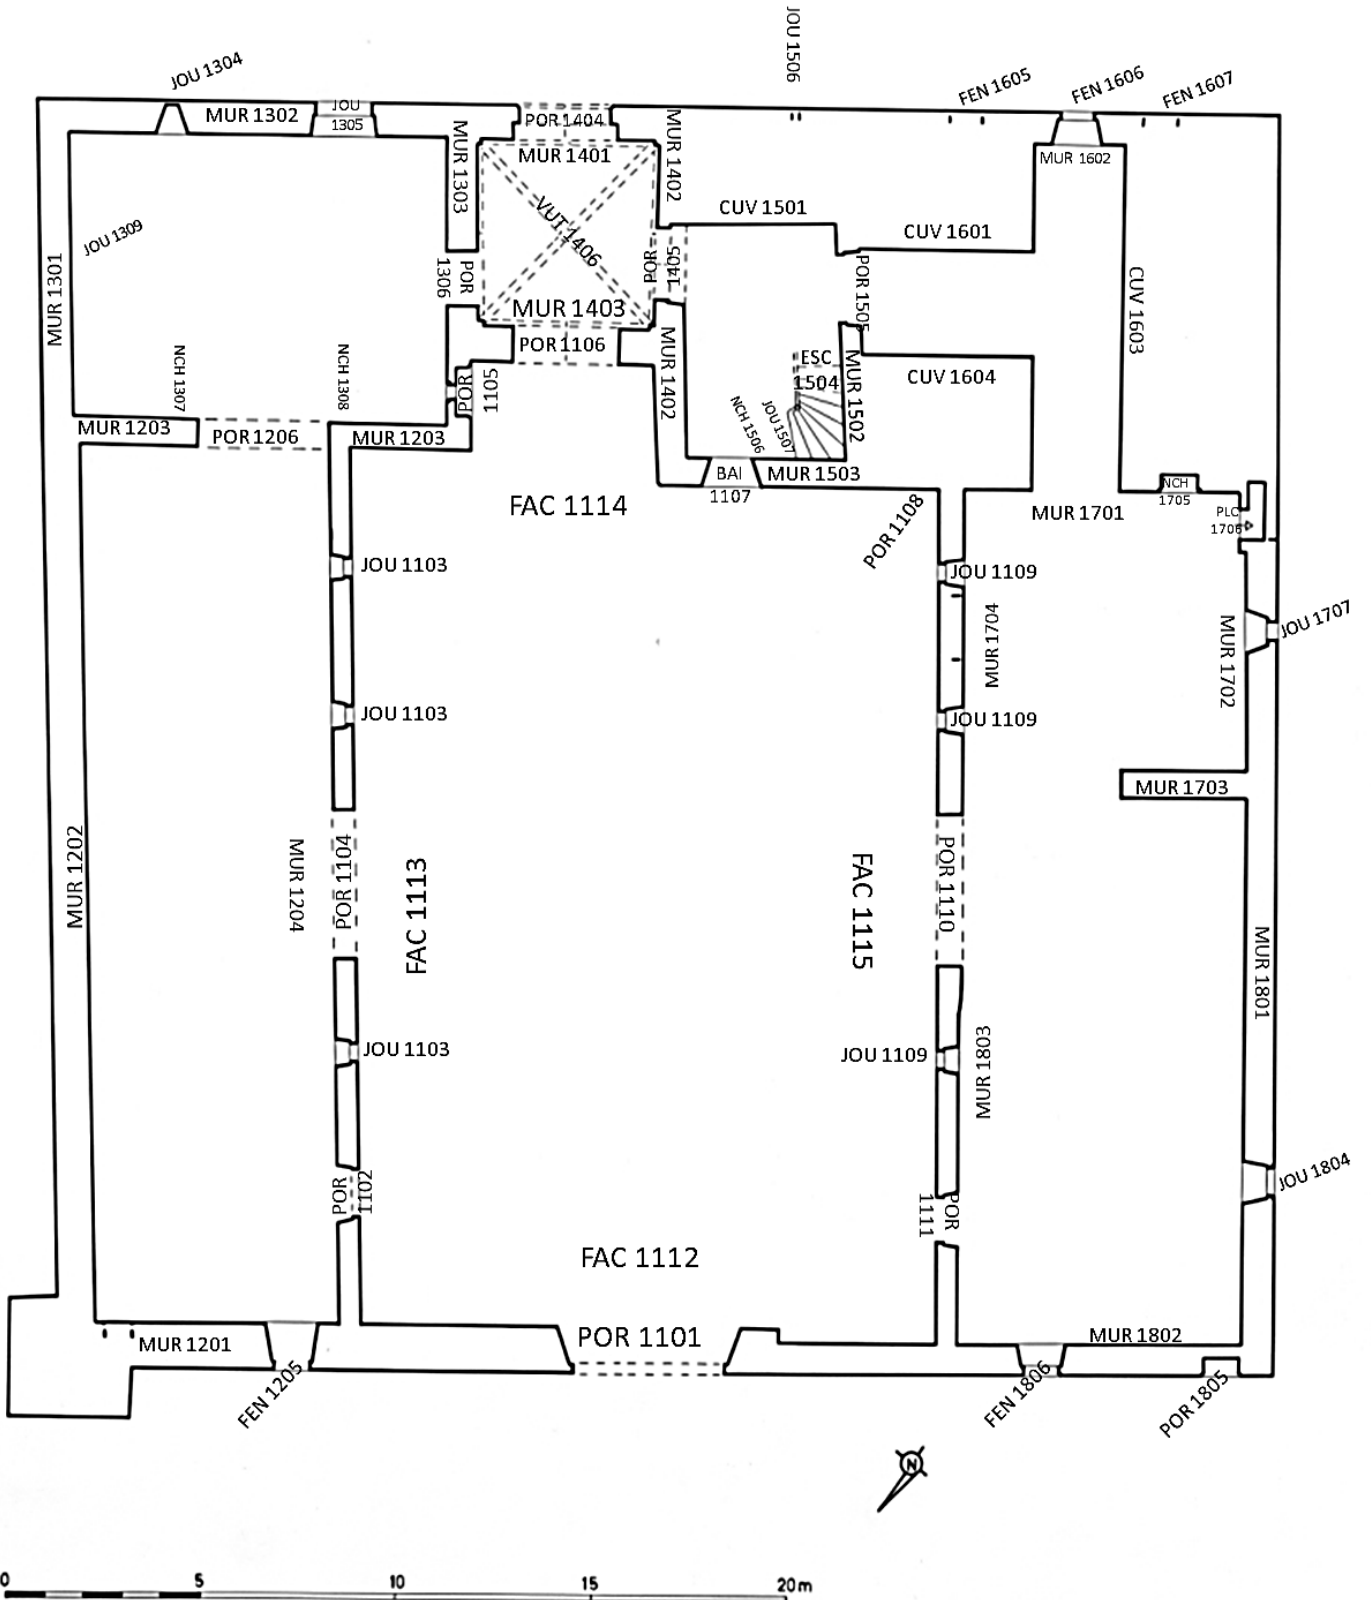 JOU 1506
JOU 1304
FEN 1605
FEN 1606
FEN 1607
MUR 1302
JOU
1305
POR 1404
MUR 1303
MUR 1401
MUR 1402
MUR 1602
CUV 1501
CUV 1601
JOU 1309
MUR 1301
VUT 1406
POR
1306
POR
1405
POR 1505
CUV 1603
MUR 1403
POR 1106
ESC
1504
CUV 1604
NCH 1307
NCH 1308
POR
1105
MUR 1402
MUR 1502
NCH 1506
JOU 1507
MUR 1203
POR 1206
MUR 1203
BAI
1107
MUR 1503
NCH
1705
FAC 1114
POR 1108
MUR 1701
PLC
1706
JOU 1103
JOU 1109
MUR 1704
MUR 1702
JOU 1707
JOU 1103
JOU 1109
MUR 1703
MUR 1202
MUR 1204
POR 1104
FAC 1113
FAC 1115
POR 1110
MUR 1801
JOU 1103
JOU 1109
MUR 1803
POR
1102
POR
1111
JOU 1804
FAC 1112
MUR 1201
POR 1101
MUR 1802
FEN 1205
FEN 1806
POR 1805
N
0 5 10 15 20m